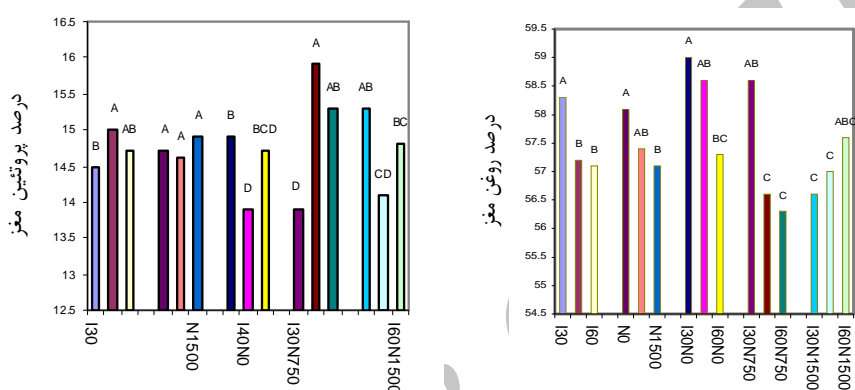 درصد پروتئین مغز
16.5
16
15.5
15
14.5
14
13.5
13
12.5
B
A
AB
A
A
A
B
D
BCD
D
A
AB
AB
CD
BC
I30
N1500
I40N0
I30N750
I60N1500
درصد روغن مغز
59.5
59
58.5
58
57.5
57
56.5
56
55.5
55
54.5
A
B
B
A
AB
B
A
AB
BC
AB
C
C
C
C
ABC
I30
I60
N0
N1500
I30N0
I60N0
I30N750
I60N750
I30N1500
I60N1500